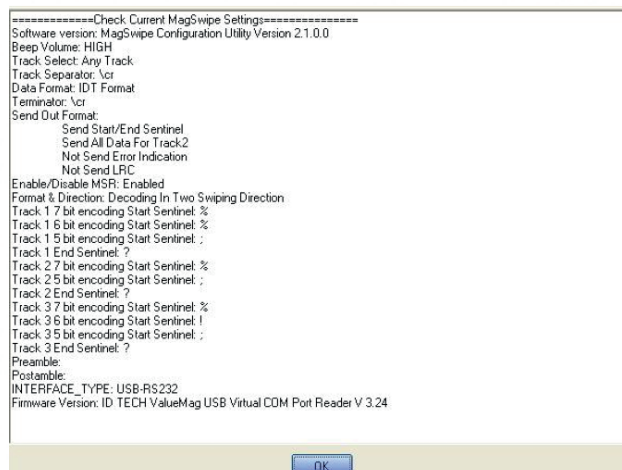 =============Check Current MagSwipe Settings===============
Software version: MagSwipe Configuration Utility Version 2.1.0.0
Beep Volume: HIGH
Track Select: Any Track
Track Separator: \cr
Data Format: IDT Format
Terminator: \cr
Send Out Format:
Send Start/End Sentinel
Send All Data For Track2
Not Send Error Indication
Not Send LRC
Enable/Disable MSR: Enabled
Format & Direction: Decoding In Two Swiping Direction
Track 1 7 bit encoding Start Sentinel: %
Track 1 6 bit encoding Start Sentinel: %
Track 1 5 bit encoding Start Sentinel: ;
Track 1 End Sentinel: ?
Track 2 7 bit encoding Start Sentinel: %
Track 2 5 bit encoding Start Sentinel: ;
Track 2 End Sentinel: ?
Track 3 7 bit encoding Start Sentinel: %
Track 3 6 bit encoding Start Sentinel: !
Track 3 5 bit encoding Start Sentinel: ;
Track 3 End Sentinel: ?
Preamble:
Postamble:
INTERFACE_TYPE: USB-RS232
Firmware Version: ID TECH ValueMag USB Virtual COM Port Reader V 3.24
OK